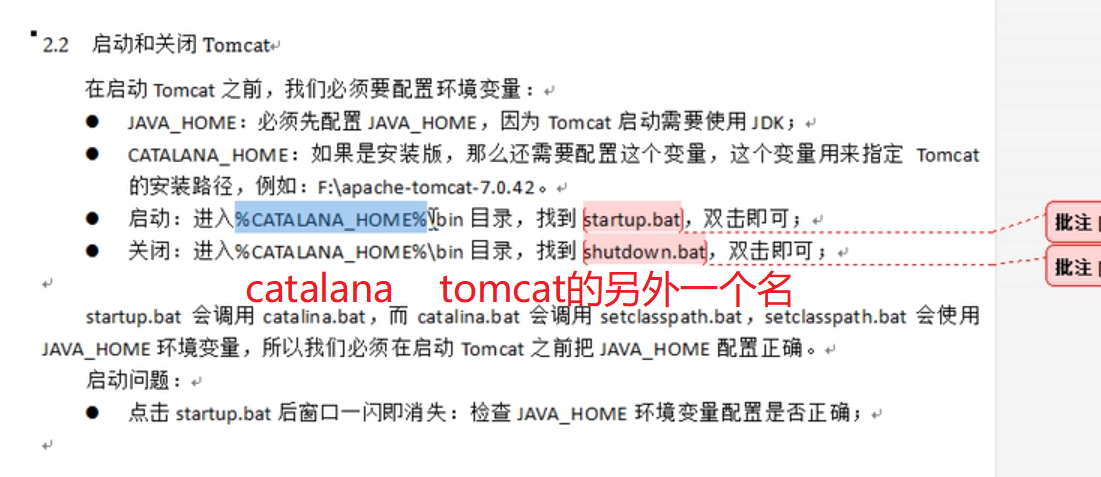 2.2 启动和关闭 Tomcat
在启动 Tomcat 之前，我们必须要配置环境变量：
● JAVA_HOME：必须先配置 JAVA_HOME，因为 Tomcat 启动需要使用 JDK；
● CATALANA_HOME：如果是安装版，那么还需要配置这个变量，这个变量用来指定 Tomcat
的安装路径，例如：F:\apache-tomcat-7.0.42。
● 启动：进入%CATALANA_HOME%\bin 目录，找到 startup.bat，双击即可；
批注
● 关闭：进入%CATALANA_HOME%\bin 目录，找到 shutdown.bat，双击即可；
批注
catalana tomcat的另外一个名
startup.bat 会调用 catalina.bat，而 catalina.bat 会调用 setclasspath.bat，setclasspath.bat 会使用
JAVA_HOME 环境变量，所以我们必须在启动 Tomcat 之前把 JAVA_HOME 配置正确。
启动问题：
● 点击 startup.bat 后窗口一闪即消失：检查 JAVA_HOME 环境变量配置是否正确；